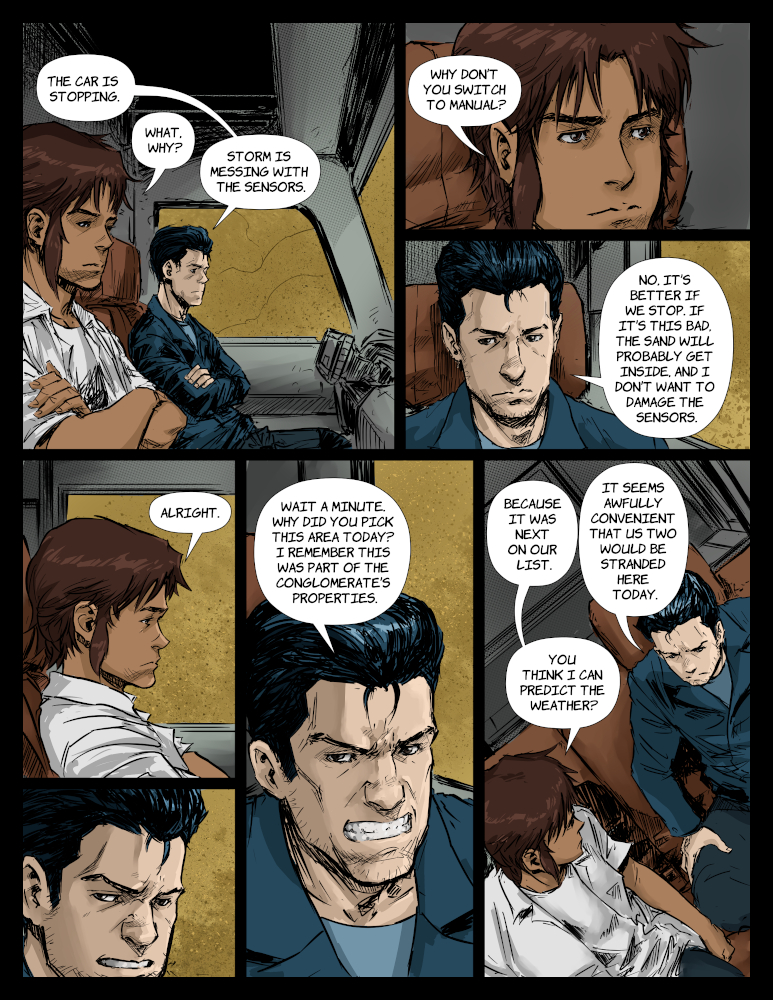 THE CAR IS
STOPPING.
WHAT.
WHY?
STORM IS
MESSING WITH
THE SENSORS.
WHY DON'T
YOU SWITCH
TO MANUAL?
NO. IT'S
BETTER IF
WE STOP. IF
IT'S THIS BAD,
THE SAND WILL
PROBABLY GET
INSIDE, AND I
DON'T WANT TO
DAMAGE THE
SENSORS.
ALRIGHT.
WAIT A MINUTE.
WHY DID YOU PICK
THIS AREA TODAY?
I REMEMBER THIS
WAS PART OF THE
CONGLOMERATE'S
PROPERTIES.
BECAUSE
IT WAS
NEXT
ON OUR
LIST.
IT SEEMS
AWFULLY
CONVENIENT
THAT US TWO
WOULD BE
STRANDED
HERE
TODAY.
YOU
THINK I CAN
PREDICT THE
WEATHER?